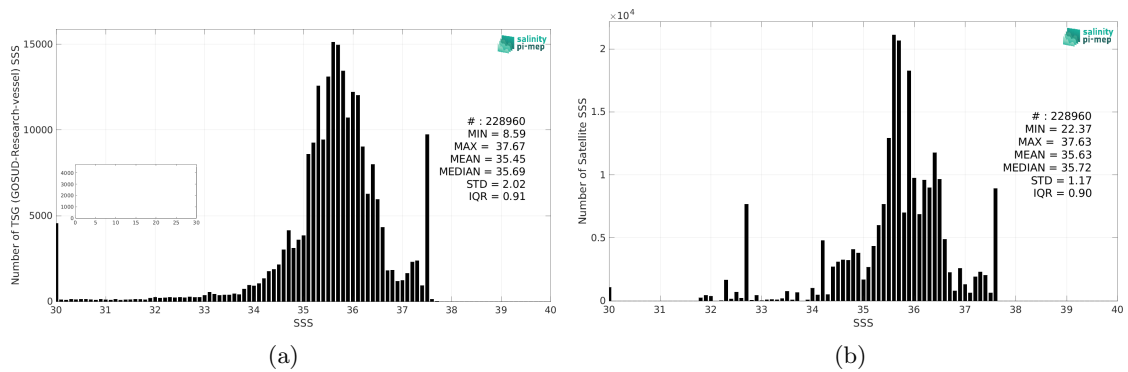 salinity
pi-mep
15000
10000
5000
0
Number of TSG (GOSUD-Research-vessel) SSS
# : 228960
MIN = 8.59
MAX = 37.67
MEAN = 35.45
MEDIAN = 35.69
STD = 2.02
IQR = 0.91
4000
3000
2000
1000
0
0 5 10 15 20 25 30
30 31 32 33 34 35 36 37 38 39 40
SSS
(a)
×10⁴
salinity
pi-mep
2
1.5
1
0.5
0
Number of Satellite SSS
# : 228960
MIN = 22.37
MAX = 37.63
MEAN = 35.63
MEDIAN = 35.72
STD = 1.17
IQR = 0.90
30 31 32 33 34 35 36 37 38 39 40
SSS
(b)